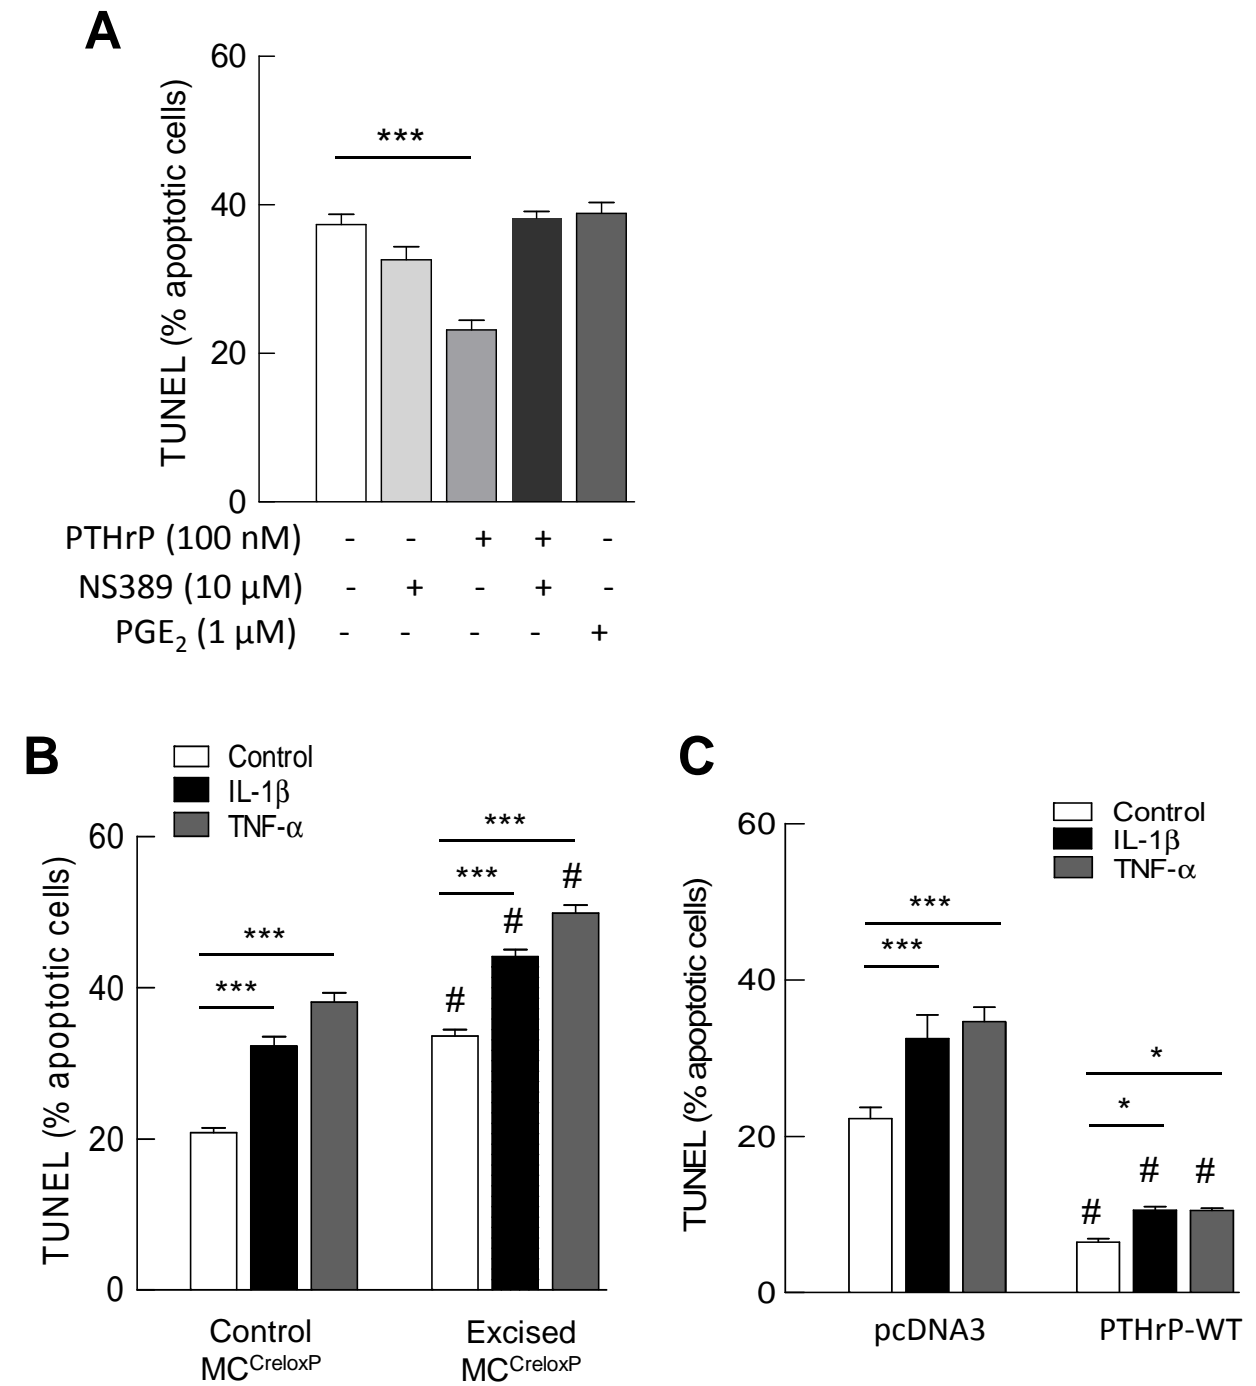 A
60
***
40
20
0
TUNEL (% apoptotic cells)
PTHrP (100 nM) - - + + -
NS389 (10 µM) - + - + -
PGE2 (1 µM) - - - - +
B
Control
IL-1β
TNF-α
60
40
20
0
TUNEL (% apoptotic cells)
***
***
***
***
# # #
Control
MCCreloxP
Excised
MCCreloxP
C
Control
IL-1β
TNF-α
60
40
20
0
TUNEL (% apoptotic cells)
***
***
*
*
# # #
pcDNA3 PTHrP-WT